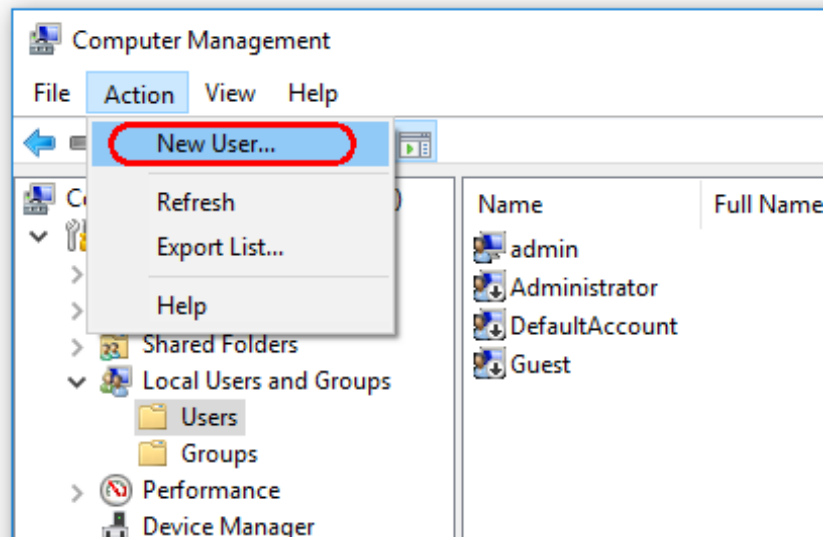 Computer Management
File Action View Help
New User...
Refresh
Export List...
Help
Shared Folders
Local Users and Groups
Users
Groups
Performance
Device Manager
Name Full Name
admin
Administrator
DefaultAccount
Guest